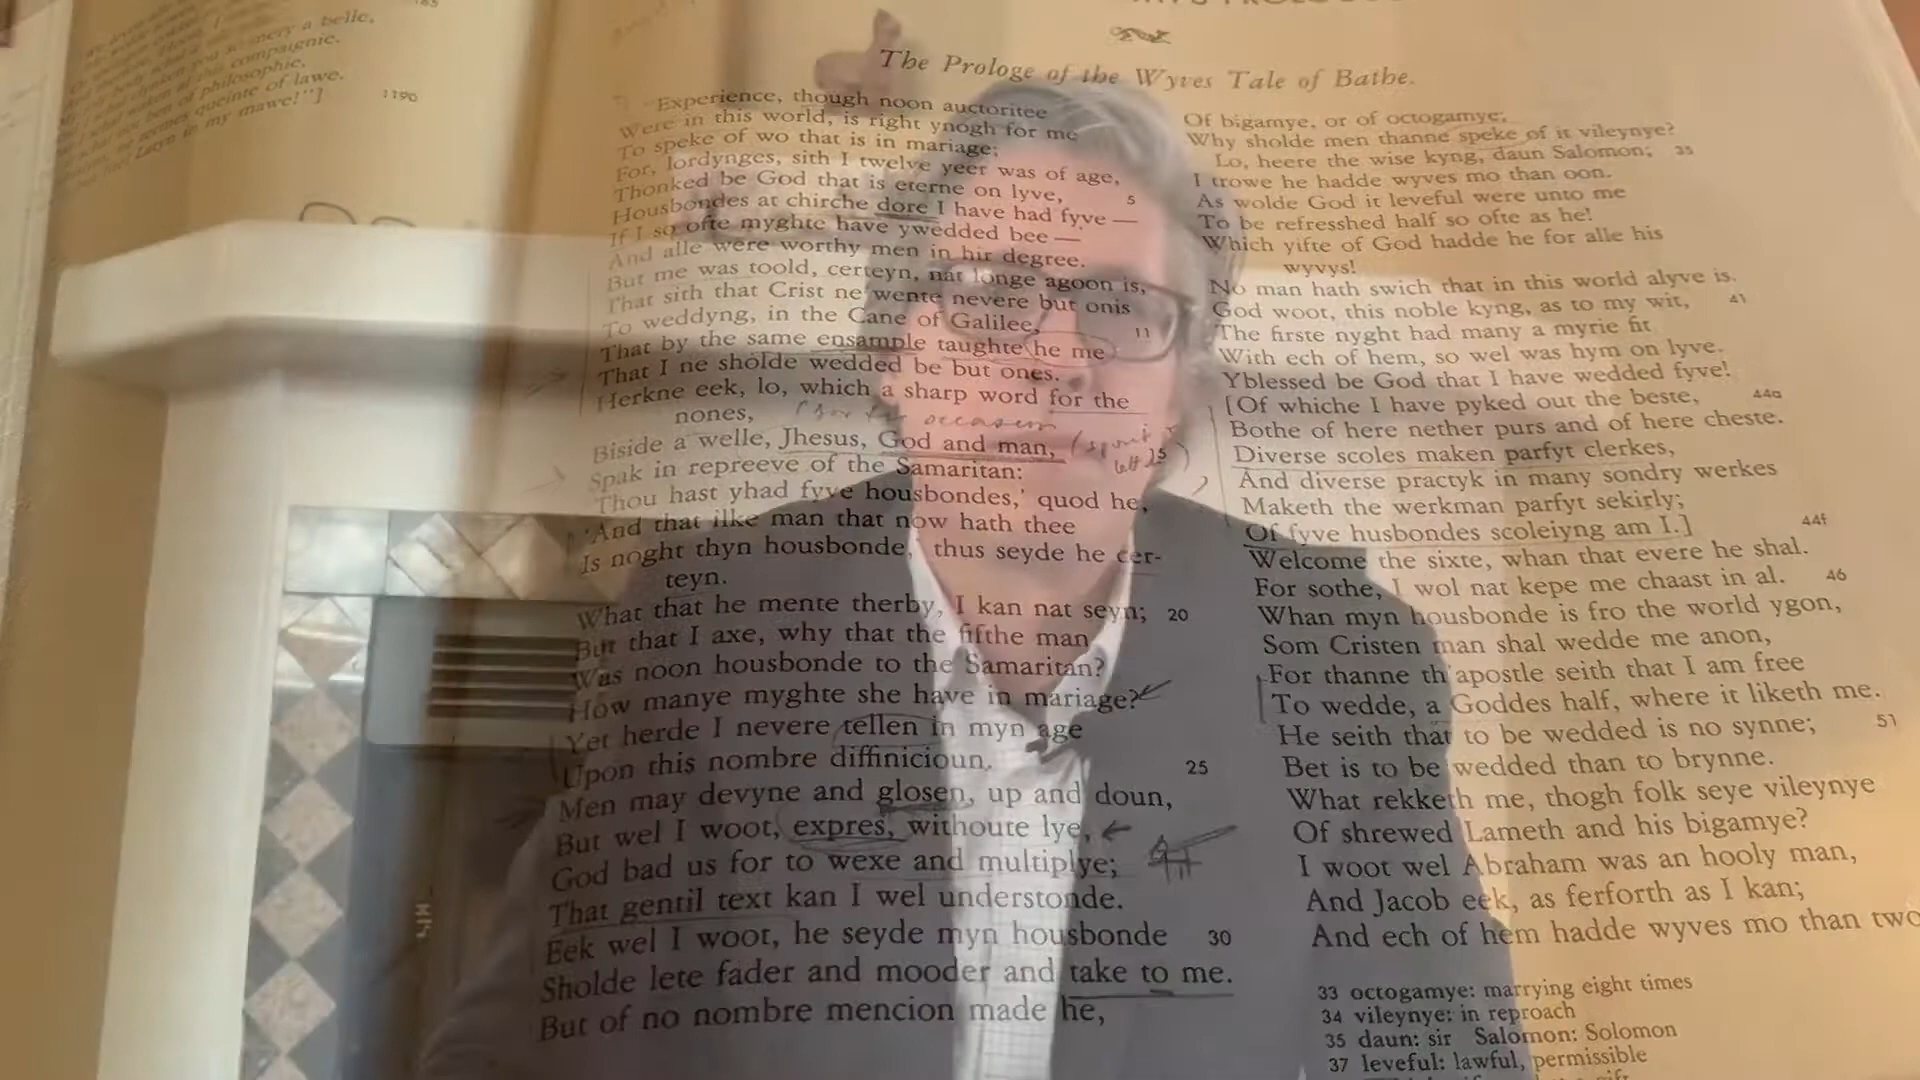 a belle,
compaignie.
of philosophie,
queinte of lawe.
in my mawe!"] 1190
The Prologe of the Wyves Tale of Bathe.
"Experience, though noon auctoritee
Were in this world, is right ynogh for me
To speke of wo that is in mariage;
For, lordynges, sith I twelve yeer was of age,
Thonked be God that is eterne on lyve, 5
Housbondes at chirche dore I have had fyve —
If I so ofte myghte have ywedded bee —
And alle were worthy men in hir degree.
But me was toold, certeyn, nat longe agoon is,
That sith that Crist ne wente nevere but onis
To weddyng, in the Cane of Galilee, 11
That by the same ensample taughte he me
That I ne sholde wedded be but ones.
Herkne eek, lo, which a sharp word for the
nones,
occasion
Biside a welle, Jhesus, God and man, 15
Spak in repreeve of the Samaritan:
'Thou hast yhad fyve housbondes,' quod he,
'And that ilke man that now hath thee
Is noght thyn housbonde,' thus seyde he cer-
teyn.
What that he mente therby, I kan nat seyn; 20
But that I axe, why that the fifthe man
Was noon housbonde to the Samaritan?
How manye myghte she have in mariage?
Yet herde I nevere tellen in myn age
Upon this nombre diffinicioun. 25
Men may devyne and glosen, up and doun,
But wel I woot, expres, withoute lye,
God bad us for to wexe and multiplye;
That gentil text kan I wel understonde.
Eek wel I woot, he seyde myn housbonde 30
Sholde lete fader and mooder and take to me.
But of no nombre mencion made he,
Of bigamye, or of octogamye;
Why sholde men thanne speke of it vileynye?
Lo, heere the wise kyng, daun Salomon; 35
I trowe he hadde wyves mo than oon.
As wolde God it leveful were unto me
To be refresshed half so ofte as he!
Which yifte of God hadde he for alle his
wyvys!
No man hath swich that in this world alyve is.
God woot, this noble kyng, as to my wit, 41
The firste nyght had many a myrie fit
With ech of hem, so wel was hym on lyve.
Yblessed be God that I have wedded fyve!
[Of whiche I have pyked out the beste, 44a
Bothe of here nether purs and of here cheste.
Diverse scoles maken parfyt clerkes,
And diverse practyk in many sondry werkes
Maketh the werkman parfyt sekirly;
Of fyve husbondes scoleiyng am I.] 44f
Welcome the sixte, whan that evere he shal.
For sothe, I wol nat kepe me chaast in al. 46
Whan myn housbonde is fro the world ygon,
Som Cristen man shal wedde me anon,
For thanne th'apostle seith that I am free
To wedde, a Goddes half, where it liketh me.
He seith that to be wedded is no synne; 51
Bet is to be wedded than to brynne.
What rekketh me, thogh folk seye vileynye
Of shrewed Lameth and his bigamye?
I woot wel Abraham was an hooly man,
And Jacob eek, as ferforth as I kan;
And ech of hem hadde wyves mo than two
33 octogamye: marrying eight times
34 vileynye: in reproach
35 daun: sir Salomon: Solomon
37 leveful: lawful, permissible